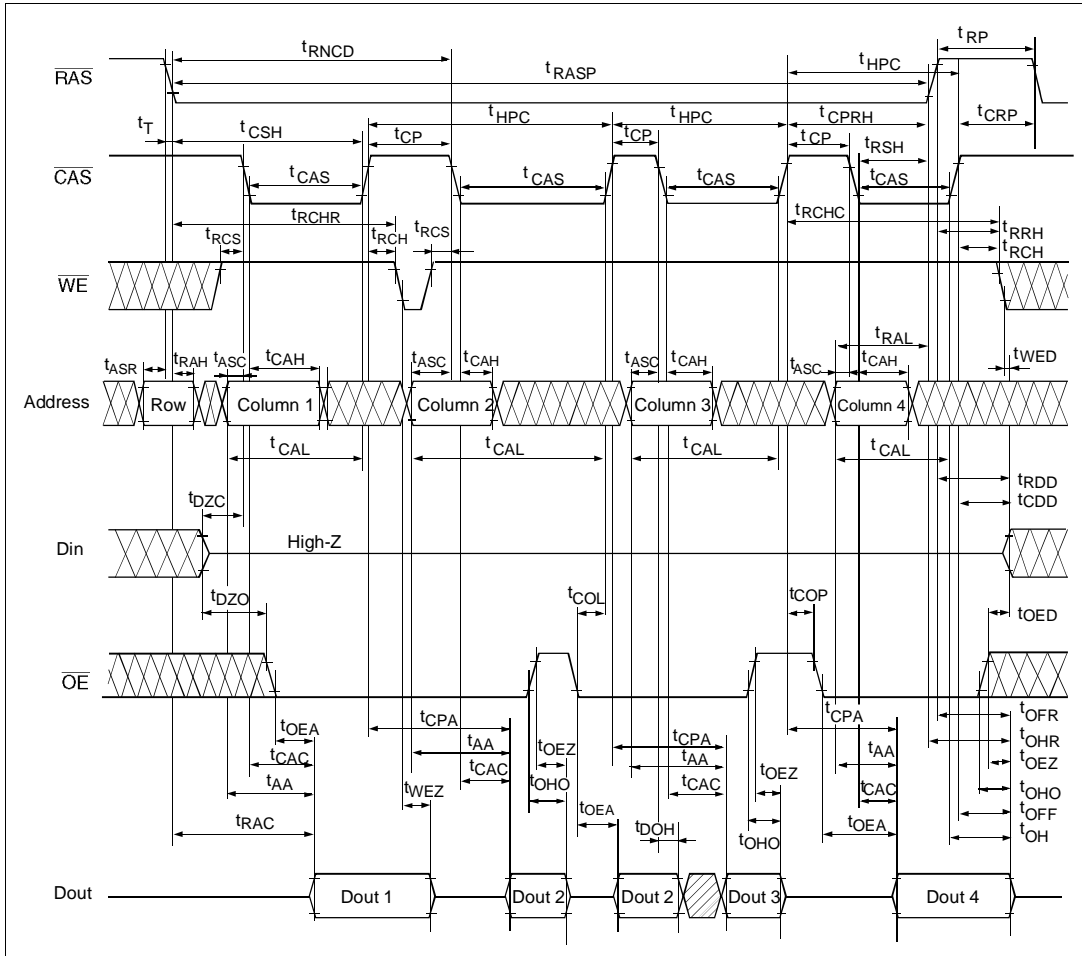 tRP
tRNCD
tHPC
RAS
tRASP
tT
tCSH
tHPC
tHPC
tCPRH
tCRP
tCP
tCP
tCP
tRSH
CAS
tCAS
tCAS
tCAS
tCAS
tRCHR
tRCHC
tRCS
tRCH
tRCS
tRRH
tRCH
WE
tRAL
tASR
tRAH
tASC
tCAH
tASC
tCAH
tASC
tCAH
tASC
tCAH
tWED
Address
Row
Column 1
Column 2
Column 3
Column 4
tCAL
tCAL
tCAL
tCAL
tRDD
tDZC
tCDD
Din
High-Z
tDZO
tCOL
tCOP
tOED
OE
tOEA
tCPA
tCPA
tOFR
tCAC
tAA
tOEZ
tCPA
tAA
tOEZ
tAA
tOHR
tOEZ
tAA
tWEZ
tCAC
tOHO
tCAC
tCAC
tOHO
tRAC
tOEA
tDOH
tOHO
tOEA
tOFF
tOH
Dout
Dout 1
Dout 2
Dout 2
Dout 3
Dout 4